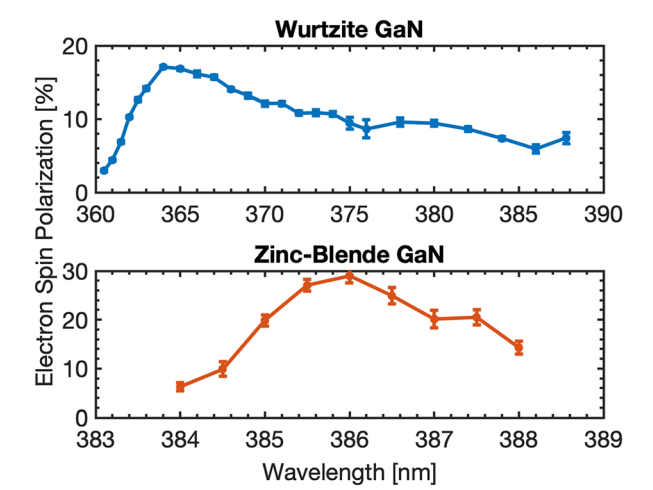 Wurtzite GaN
20
10
0
360 365 370 375 380 385 390
Electron Spin Polarization [%]
Zinc-Blende GaN
30
20
10
0
383 384 385 386 387 388 389
Wavelength [nm]